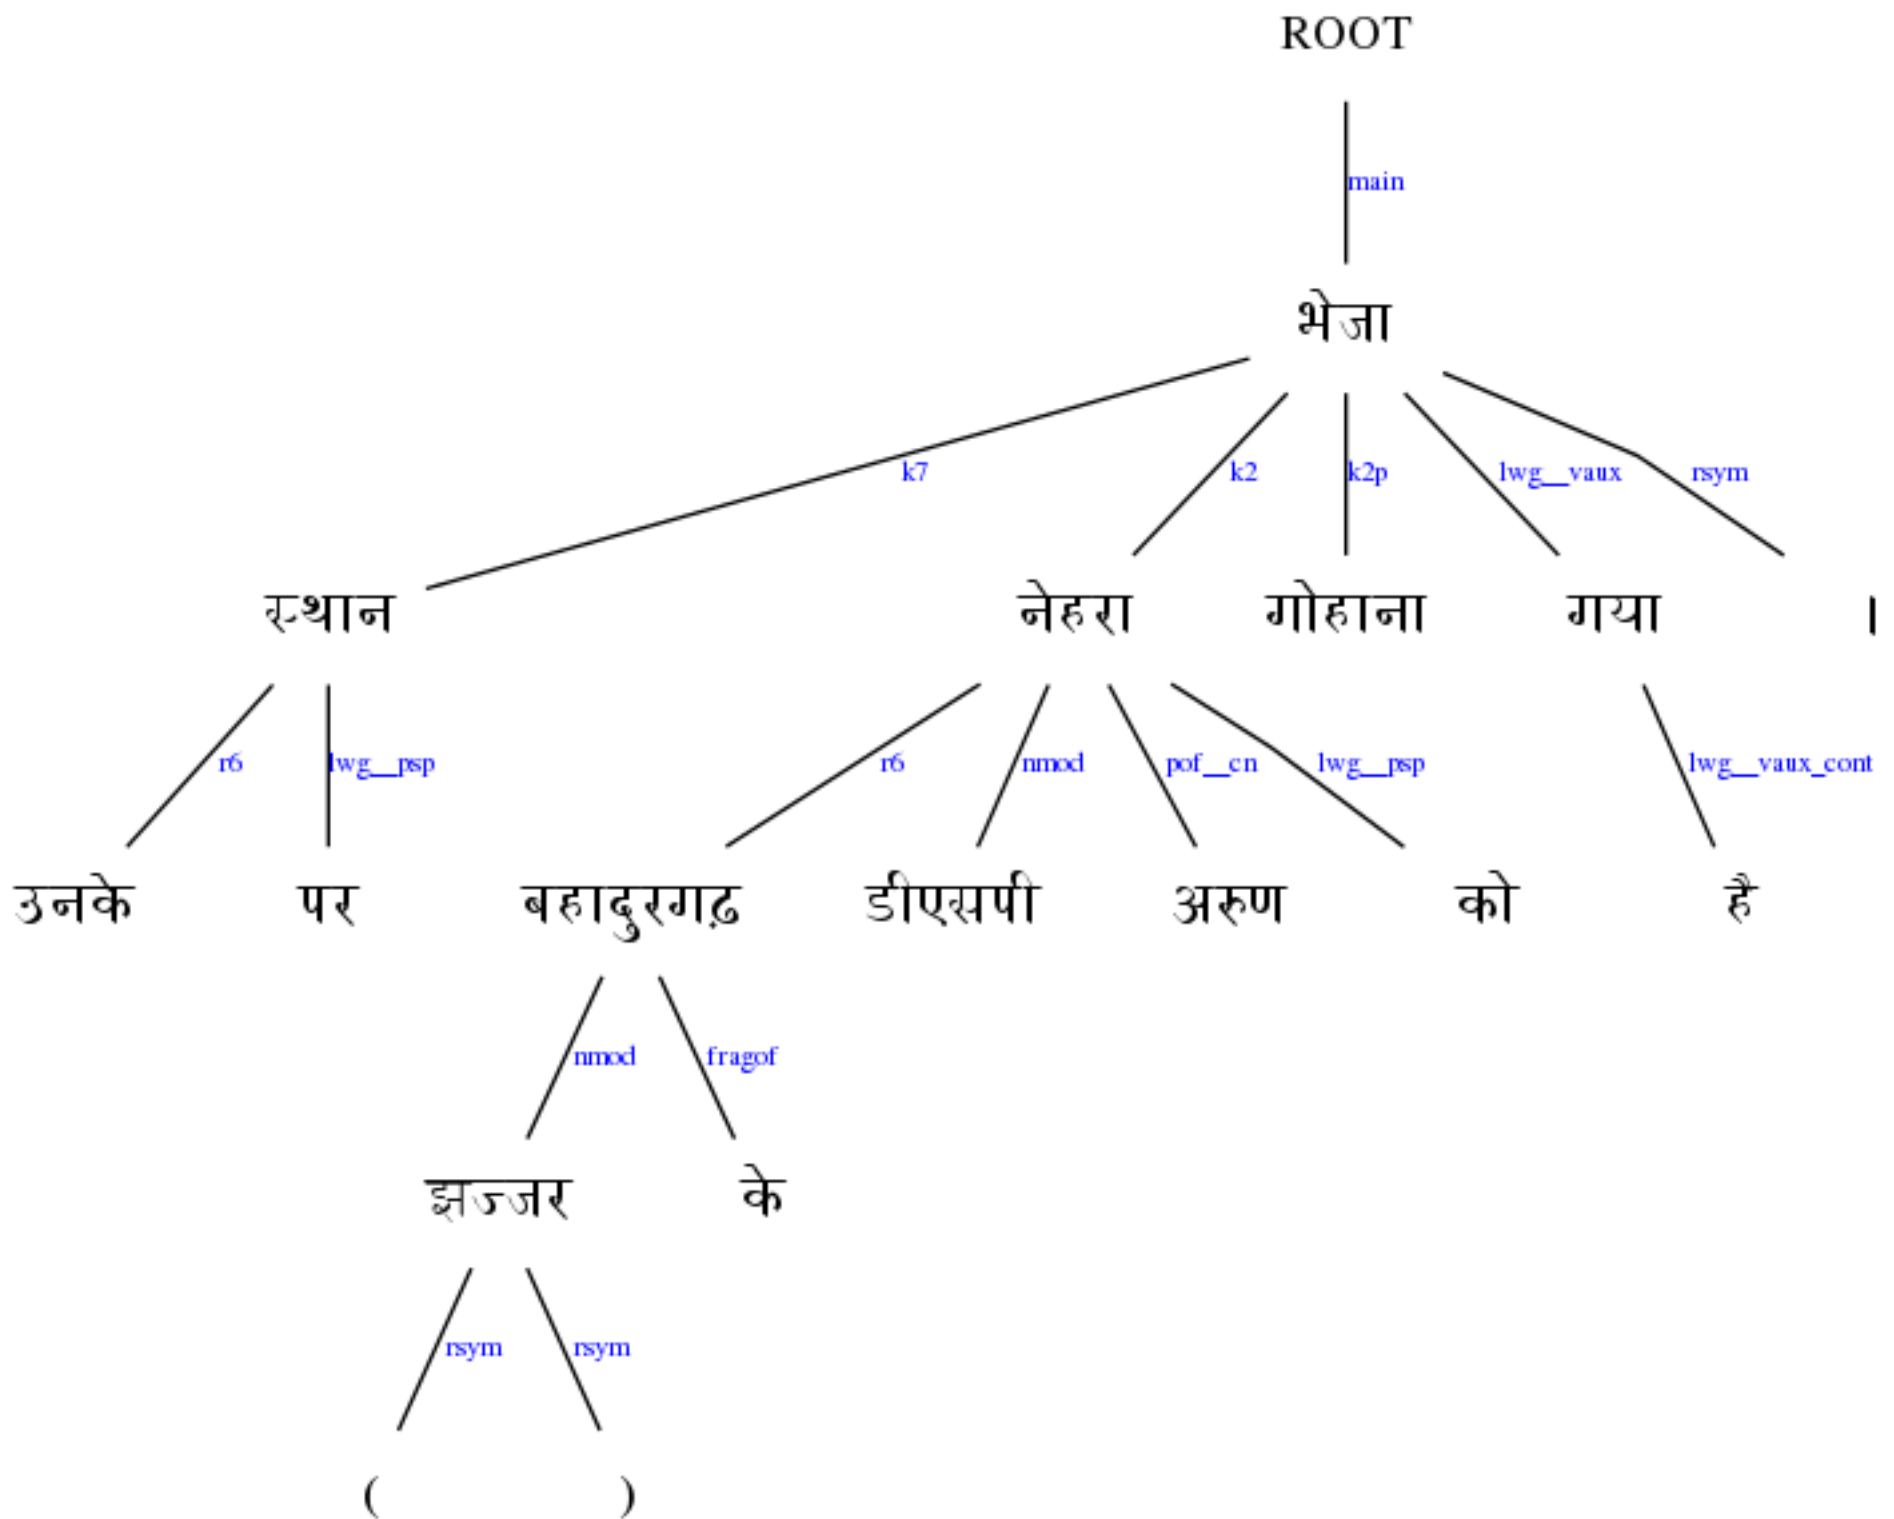 ROOT
main
भेजा
k7 k2 k2p lwg__vaux rsym
स्थान नेहरा गोहाना गया ।
r6 lwg__psp r6 nmod pof__cn lwg__psp lwg__vaux_cont
उनके पर बहादुरगढ़ डीएसपी अरुण को है
nmod fragof
झज्जर के
rsym rsym
( )